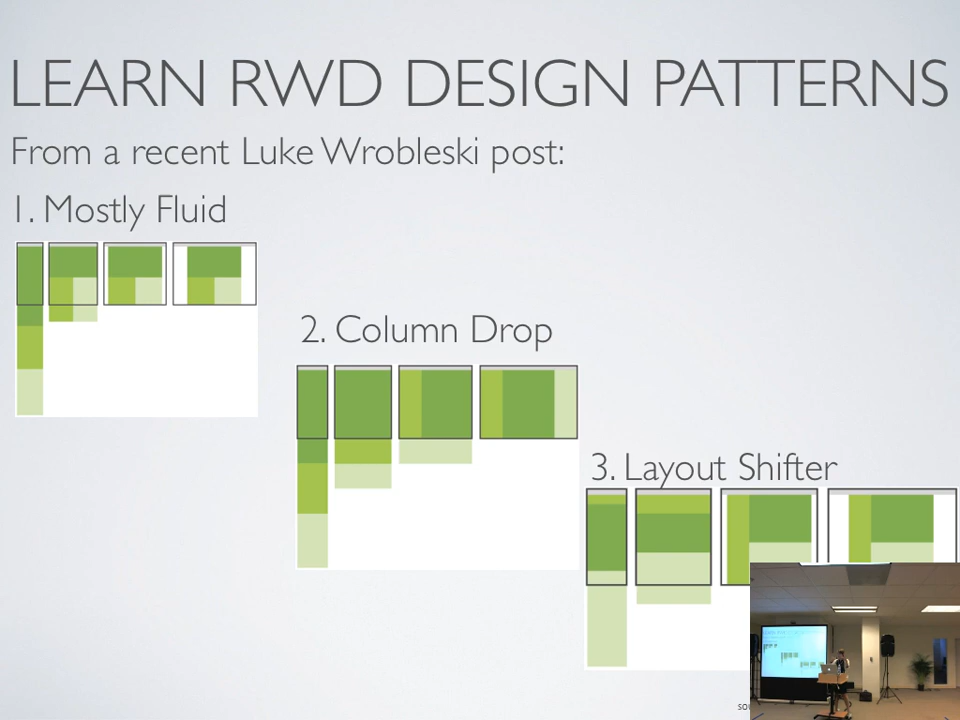 LEARN RWD DESIGN PATTERNS
From a recent Luke Wrobleski post:
1. Mostly Fluid
2. Column Drop
3. Layout Shifter